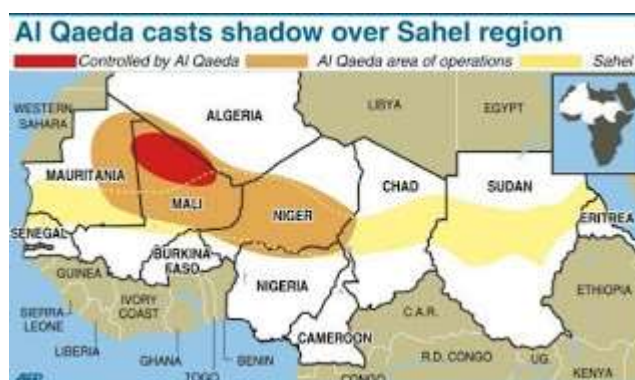 Al Qaeda casts shadow over Sahel region
Controlled by Al Qaeda Al Qaeda area of operations Sahel
WESTERN
SAHARA
ALGERIA
LIBYA
EGYPT
MAURITANIA
MALI
NIGER
CHAD
SUDAN
ERITREA
SENEGAL
BURKINA
FASO
GUINEA
NIGERIA
ETHIOPIA
SIERRA
LEONE
IVORY
COAST
C.A.R.
CAMEROON
LIBERIA
GHANA
TOGO
BENIN
CONGO
R.D. CONGO
UG.
KENYA
AFP